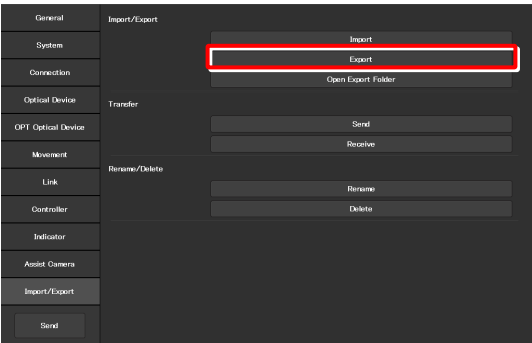 General
System
Connection
Optical Device
OPT Optical Device
Movement
Link
Controller
Indicator
Assist Camera
Import/Export
Send
Import/Export
Import
Export
Open Export Folder
Transfer
Send
Receive
Rename/Delete
Rename
Delete